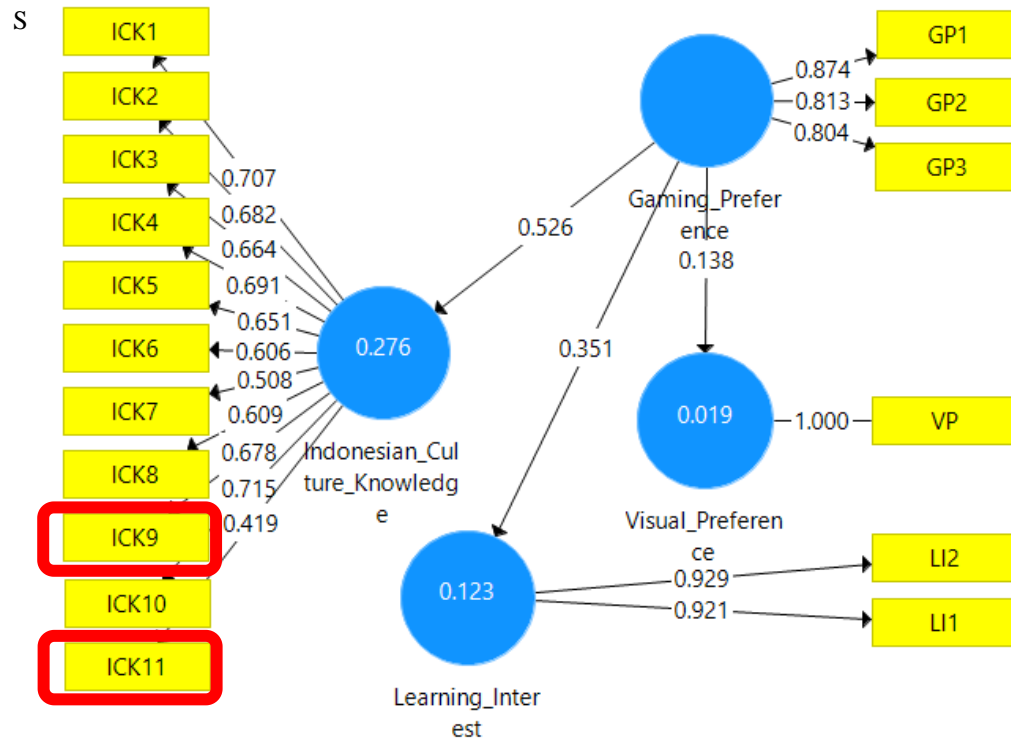 S
ICK1
ICK2
ICK3
ICK4
ICK5
ICK6
ICK7
ICK8
ICK9
ICK10
ICK11
0.707
0.682
0.664
0.691
0.651
0.606
0.508
0.609
0.678
0.715
0.419
0.276
Indonesian_Cul
ture_Knowledg
e
0.526
0.351
0.138
Gaming_Prefer
ence
0.874
0.813
0.804
GP1
GP2
GP3
0.019
Visual_Preferen
ce
1.000
VP
0.123
Learning_Inter
est
0.929
0.921
LI2
LI1